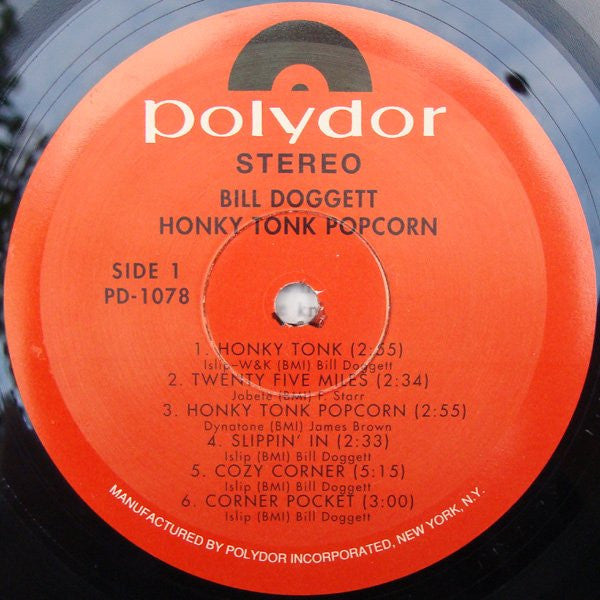 polydor
STEREO
BILL DOGGETT
HONKY TONK POPCORN
SIDE 1
PD-1078
1. HONKY TONK (2:55)
Islip-W&K (BMI) Bill Doggett
2. TWENTY FIVE MILES (2:34)
Jobete (BMI) F. Starr
3. HONKY TONK POPCORN (2:55)
Dynatone (BMI) James Brown
4. SLIPPIN' IN (2:33)
Islip (BMI) Bill Doggett
5. COZY CORNER (5:15)
Islip (BMI) Bill Doggett
6. CORNER POCKET (3:00)
Islip (BMI) Bill Doggett
MANUFACTURED BY POLYDOR INCORPORATED, NEW YORK, N.Y.